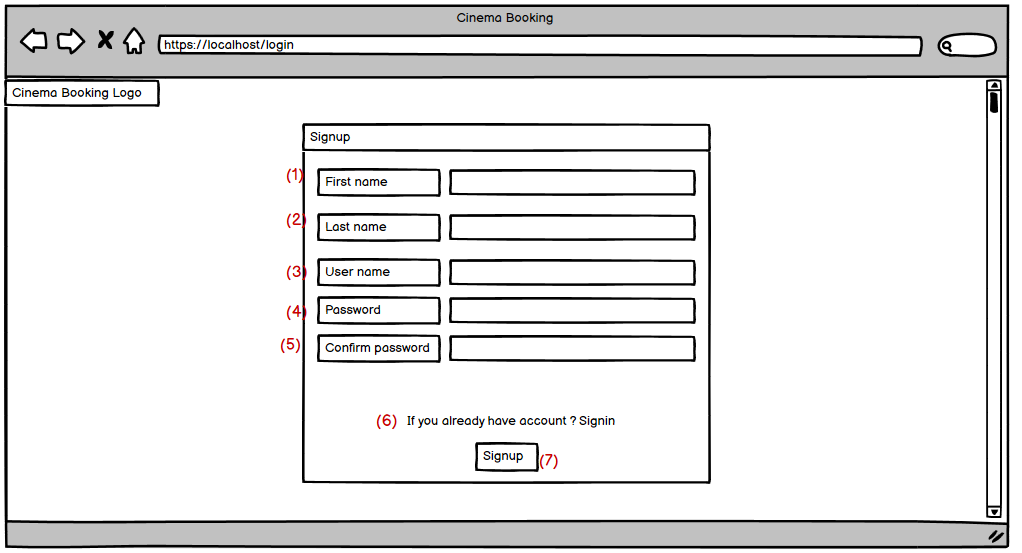 Cinema Booking
https://localhost/login
Cinema Booking Logo
Signup
(1) First name
(2) Last name
(3) User name
(4) Password
(5) Confirm password
(6) If you already have account ? Signin
Signup (7)